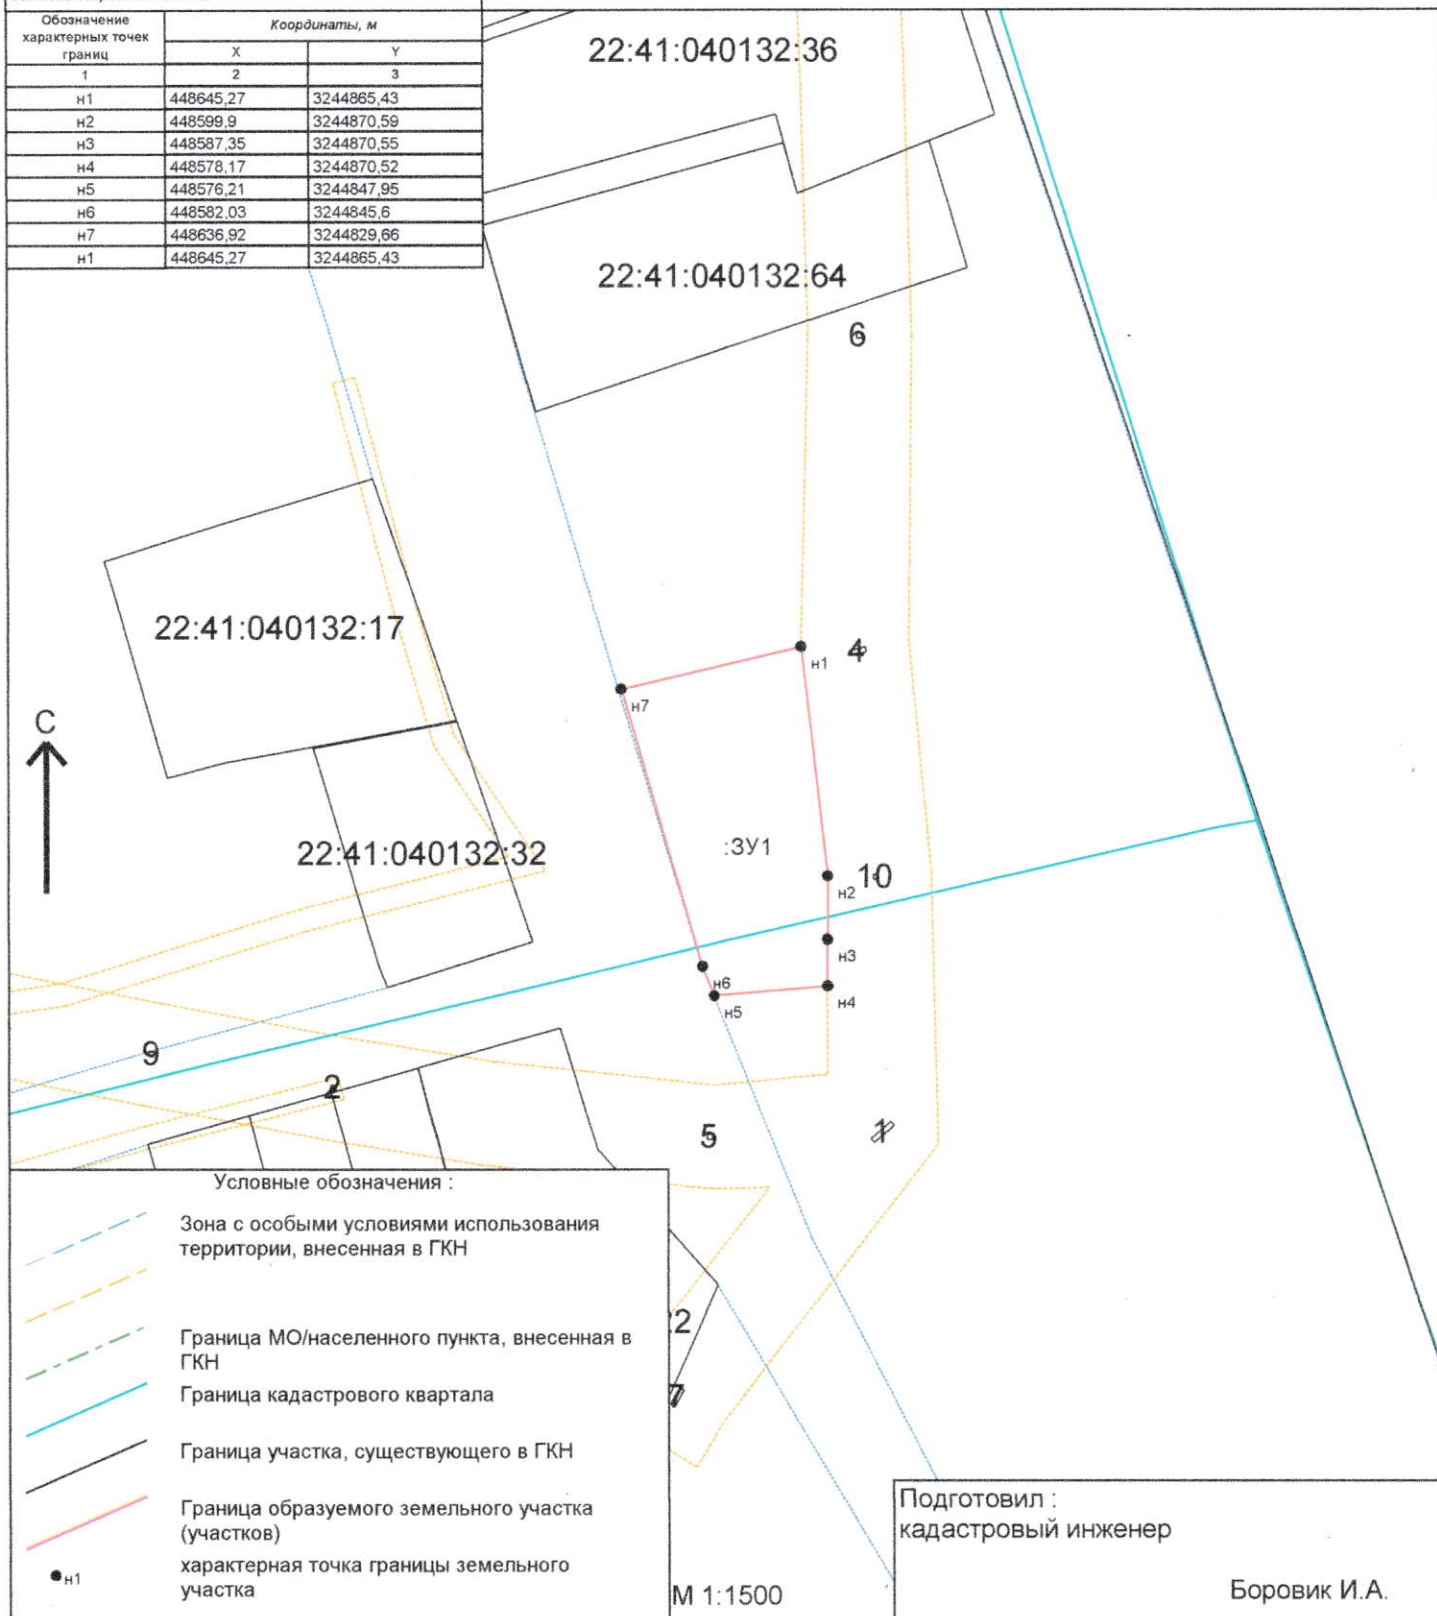 Обозначение
характерных точек
границ
Координаты, м
X Y
1 2 3
н1 448645,27 3244865,43
н2 448599,9 3244870,59
н3 448587,35 3244870,55
н4 448578,17 3244870,52
н5 448576,21 3244847,95
н6 448582,03 3244845,6
н7 448636,92 3244829,66
н1 448645,27 3244865,43
22:41:040132:36
22:41:040132:64
6
22:41:040132:17
н1
4
н7
С
22:41:040132:32
:ЗУ1
н2
10
н3
н6
н4
н5
9
2
5
1
Условные обозначения :
Зона с особыми условиями использования
территории, внесенная в ГКН
Граница МО/населенного пункта, внесенная в
ГКН
Граница кадастрового квартала
Граница участка, существующего в ГКН
Граница образуемого земельного участка
(участков)
н1
характерная точка границы земельного
участка
22
7
М 1:1500
Подготовил :
кадастровый инженер
Боровик И.А.